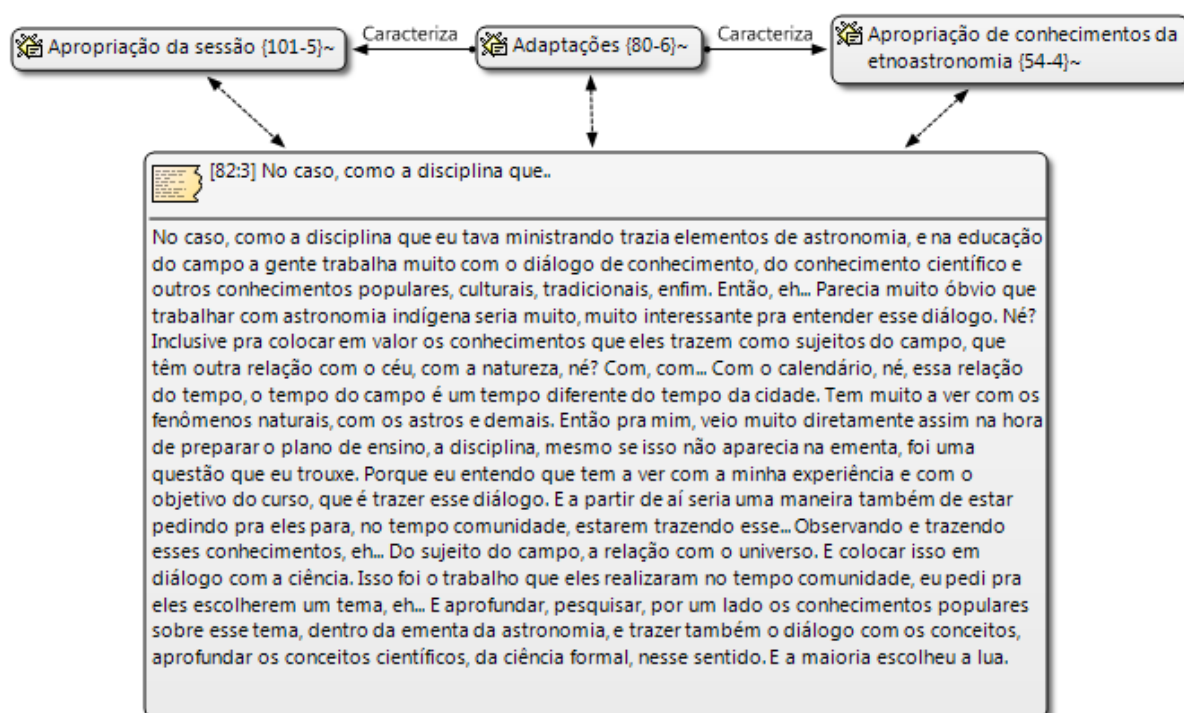 Apropriação da sessão {101-5}~
Caracteriza
Adaptações {80-6}~
Caracteriza
Apropriação de conhecimentos da
etnoastronomia {54-4}~
[82:3] No caso, como a disciplina que..
No caso, como a disciplina que eu tava ministrando trazia elementos de astronomia, e na educação
do campo a gente trabalha muito com o diálogo de conhecimento, do conhecimento científico e
outros conhecimentos populares, culturais, tradicionais, enfim. Então, eh... Parecia muito óbvio que
trabalhar com astronomia indígena seria muito, muito interessante pra entender esse diálogo. Né?
Inclusive pra colocar em valor os conhecimentos que eles trazem como sujeitos do campo, que
têm outra relação com o céu, com a natureza, né? Com, com... Com o calendário, né, essa relação
do tempo, o tempo do campo é um tempo diferente do tempo da cidade. Tem muito a ver com os
fenômenos naturais, com os astros e demais. Então pra mim, veio muito diretamente assim na hora
de preparar o plano de ensino, a disciplina, mesmo se isso não aparecia na ementa, foi uma
questão que eu trouxe. Porque eu entendo que tem a ver com a minha experiência e com o
objetivo do curso, que é trazer esse diálogo. E a partir de aí seria uma maneira também de estar
pedindo pra eles para, no tempo comunidade, estarem trazendo esse... Observando e trazendo
esses conhecimentos, eh... Do sujeito do campo, a relação com o universo. E colocar isso em
diálogo com a ciência. Isso foi o trabalho que eles realizaram no tempo comunidade, eu pedi pra
eles escolherem um tema, eh... E aprofundar, pesquisar, por um lado os conhecimentos populares
sobre esse tema, dentro da ementa da astronomia, e trazer também o diálogo com os conceitos,
aprofundar os conceitos científicos, da ciência formal, nesse sentido. E a maioria escolheu a lua.